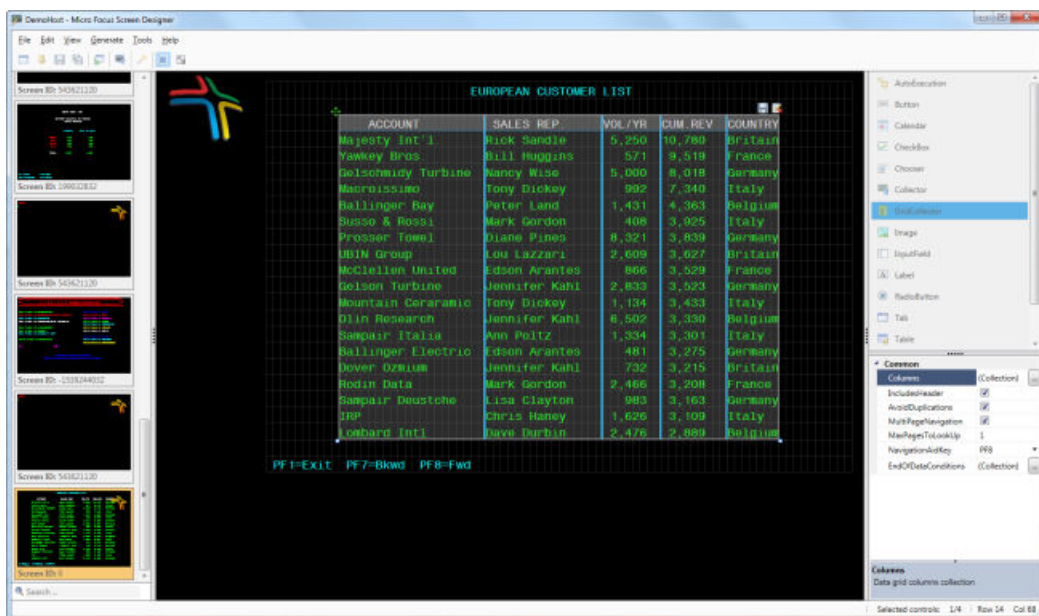 DemoHost - Micro Focus Screen Designer
File Edit View Generate Tools Help
Screen ID: 543621120
Screen ID: 199032832
Screen ID: 543621120
Screen ID: -1539244032
Screen ID: 543621120
Screen ID: 0
Search...
EUROPEAN CUSTOMER LIST
ACCOUNT SALES REP. VOL/YR CUM.REV COUNTRY
Majesty Int'l. Rick Sandle 5,250 10,780 Britain
Yawkey Bros. Bill Huggins 571 9,519 France
Gelschmidy Turbine Nancy Wise 5,000 8,018 Germany
Macroissimo Tony Dickey 992 7,340 Italy
Ballinger Bay Peter Land 1,431 4,363 Belgium
Susso & Rossi Mark Gordon 408 3,925 Italy
Prosser Towel Diane Pines 8,321 3,839 Germany
UBIN Group Lou Lazzari 2,609 3,627 Britain
McClellen United Edson Arantes 866 3,529 France
Gelson Turbine Jennifer Kahl 2,833 3,523 Germany
Mountain Ceraramic Tony Dickey 1,134 3,433 Italy
Olin Research Jennifer Kahl 6,502 3,330 Belgium
Sampair Italia Ann Poltz 1,334 3,301 Italy
Ballinger Electric Edson Arantes 481 3,275 Germany
Dover Ozmium Jennifer Kahl 732 3,215 Britain
Rodin Data Mark Gordon 2,466 3,208 France
Sampair Deustche Lisa Clayton 983 3,163 Germany
IRP Chris Haney 1,626 3,109 Italy
Lombard Intl Dave Durbin 2,476 2,889 Belgium
PF1=Exit PF7=Bkwd PF8=Fwd
AutoExecution
Button
Calendar
CheckBox
Chooser
Collector
GridCollector
Image
InputField
Label
RadioButton
Tab
Table
Common
Columns (Collection)
IncludesHeader
AvoidDuplications
MultiPageNavigation
MaxPagesToLookUp 1
NavigationAidKey PF8
EndOfDataConditions (Collection)
Columns
Data grid columns collection
Selected controls: 1/4 Row 14 Col 68